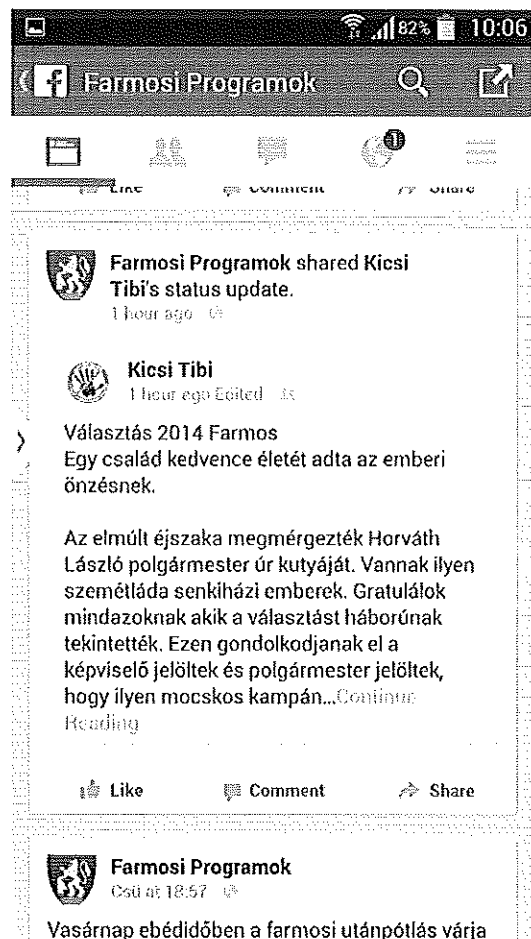 82% 10:06
Farmosi Programok
1
Like Comment Share
Farmosi Programok shared Kicsi
Tibi's status update.
1 hour ago
Kicsi Tibi
1 hour ago Edited
Választás 2014 Farmos
Egy család kedvence életét adta az emberi
önzésnek.
Az elmúlt éjszaka megmérgezték Horváth
László polgármester úr kutyáját. Vannak ilyen
szemétláda senkiházi emberek. Gratulálok
mindazoknak akik a választást háborúnak
tekintették. Ezen gondolkodjanak el a
képviselő jelöltek és polgármester jelöltek,
hogy ilyen mocskos kampán...Continue
Reading
Like Comment Share
Farmosi Programok
Csü at 18:57
Vasárnap ebédidőben a farmosi utánpótlás várja